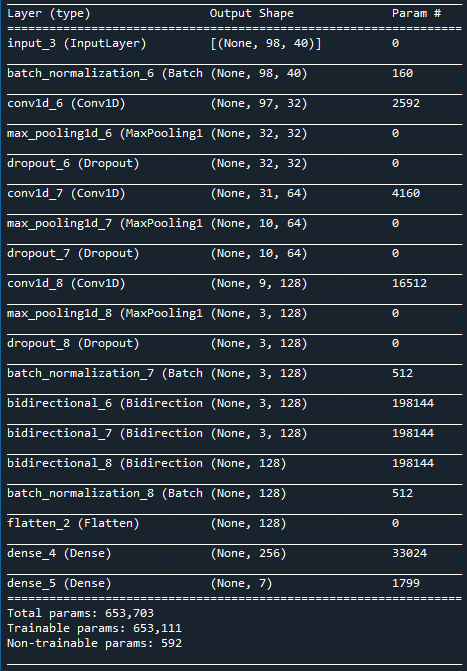 Layer (type) Output Shape Param #
input_3 (InputLayer) [(None, 98, 40)] 0
batch_normalization_6 (Batch (None, 98, 40) 160
conv1d_6 (Conv1D) (None, 97, 32) 2592
max_pooling1d_6 (MaxPooling1 (None, 32, 32) 0
dropout_6 (Dropout) (None, 32, 32) 0
conv1d_7 (Conv1D) (None, 31, 64) 4160
max_pooling1d_7 (MaxPooling1 (None, 10, 64) 0
dropout_7 (Dropout) (None, 10, 64) 0
conv1d_8 (Conv1D) (None, 9, 128) 16512
max_pooling1d_8 (MaxPooling1 (None, 3, 128) 0
dropout_8 (Dropout) (None, 3, 128) 0
batch_normalization_7 (Batch (None, 3, 128) 512
bidirectional_6 (Bidirection (None, 3, 128) 198144
bidirectional_7 (Bidirection (None, 3, 128) 198144
bidirectional_8 (Bidirection (None, 128) 198144
batch_normalization_8 (Batch (None, 128) 512
flatten_2 (Flatten) (None, 128) 0
dense_4 (Dense) (None, 256) 33024
dense_5 (Dense) (None, 7) 1799
Total params: 653,703
Trainable params: 653,111
Non-trainable params: 592